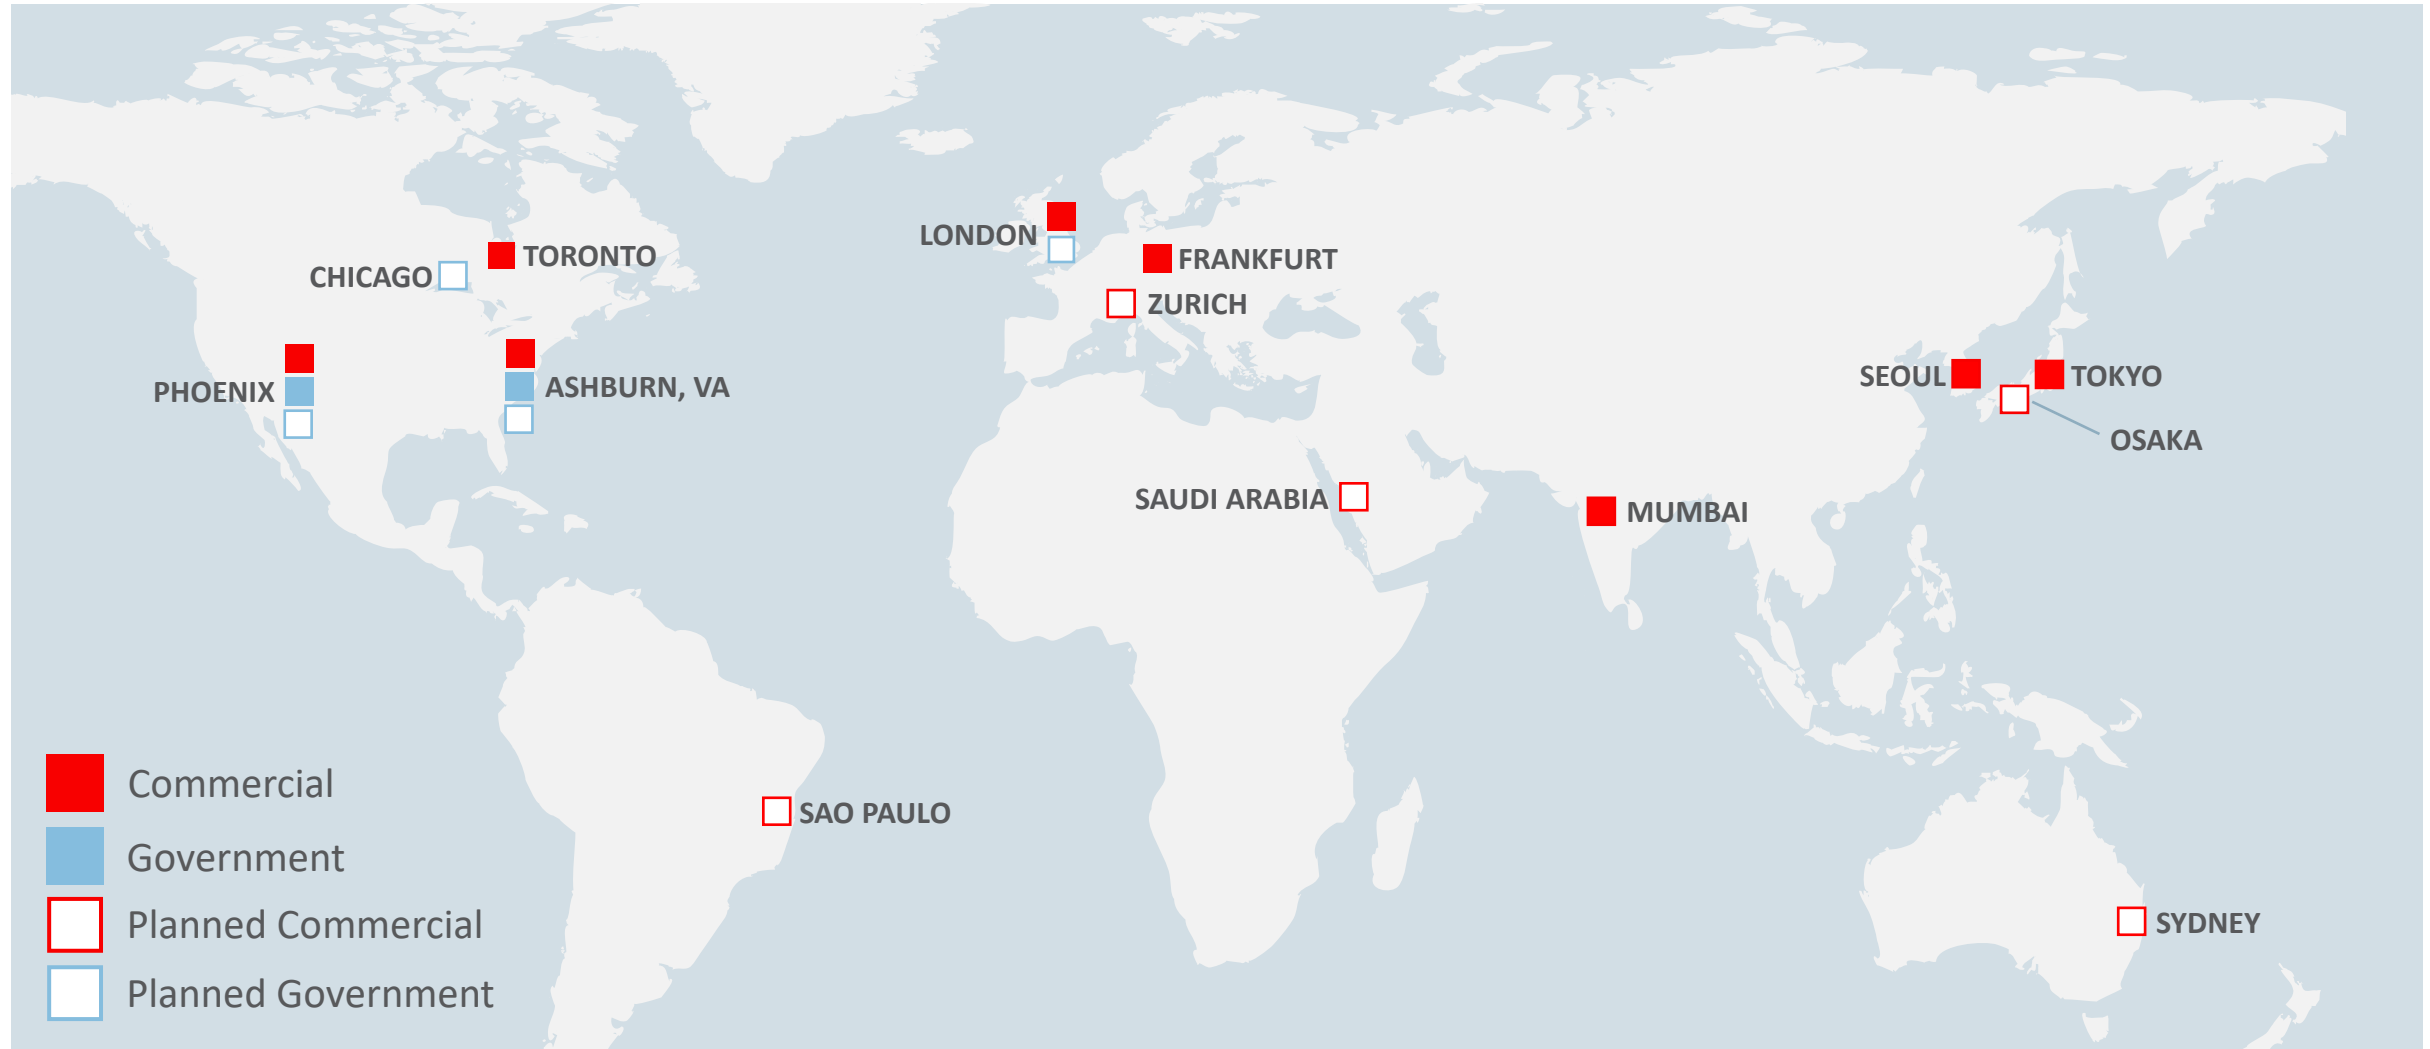 LONDON
TORONTO
FRANKFURT
CHICAGO
ZURICH
PHOENIX
ASHBURN, VA
SEOUL
TOKYO
OSAKA
SAUDI ARABIA
MUMBAI
SAO PAULO
SYDNEY
Commercial
Government
Planned Commercial
Planned Government